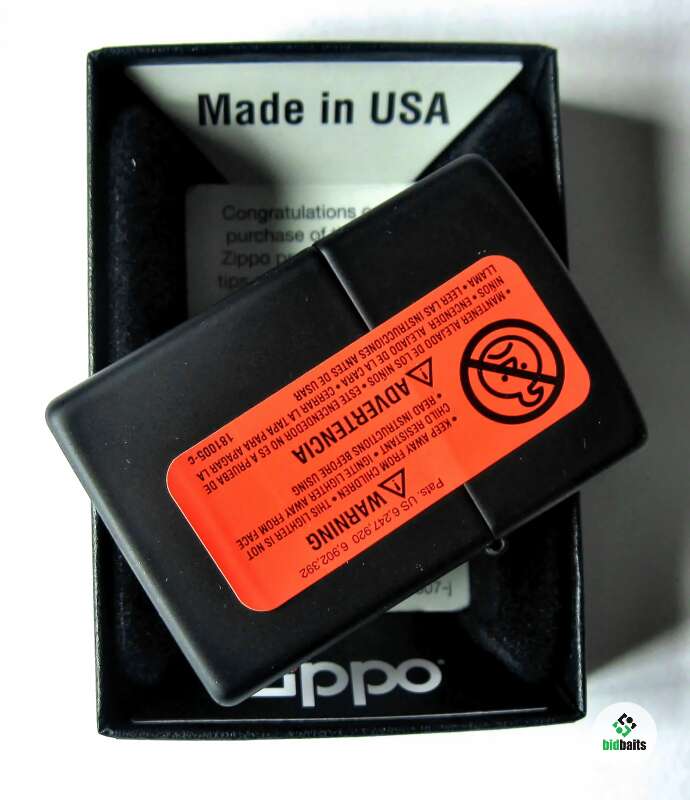 Made in USA
Congratulations
purchase of
Zippo
tips
Pats. US 6,247,920 6,902,392
WARNING
• KEEP AWAY FROM CHILDREN • THIS LIGHTER IS NOT
CHILD RESISTANT • IGNITE LIGHTER AWAY FROM FACE
• READ INSTRUCTIONS BEFORE USING
ADVERTENCIA
• MANTENER ALEJADO DE LOS NIÑOS • ESTE ENCENDEDOR NO ES A PRUEBA DE
NIÑOS • ENCENDER ALEJADO DE LA CARA • CERRAR LA TAPA PARA APAGAR LA
LLAMA • LEER LAS INSTRUCCIONES ANTES DE USAR
181005-c
Zippo
bidbaits